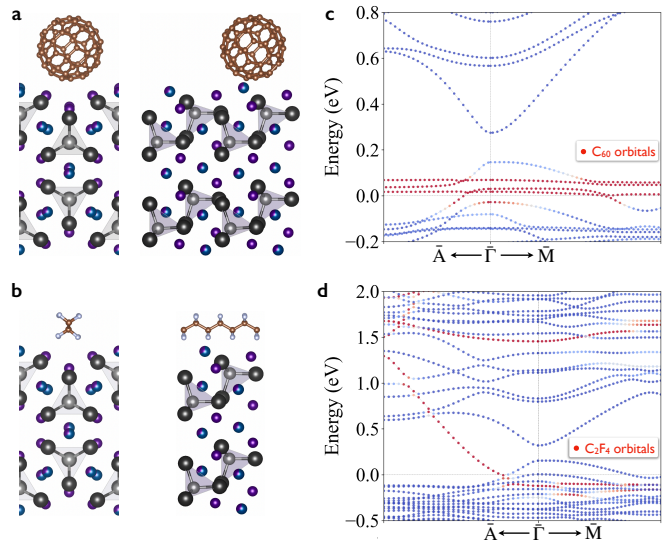 a
c
0.8
0.6
0.4
0.2
0.0
−0.2
Energy (eV)
C₆₀ orbitals
Ā ← Γ̄ → M̄
b
d
2.0
1.5
1.0
0.5
0.0
−0.5
Energy (eV)
C₂F₄ orbitals
Ā ← Γ̄ → M̄